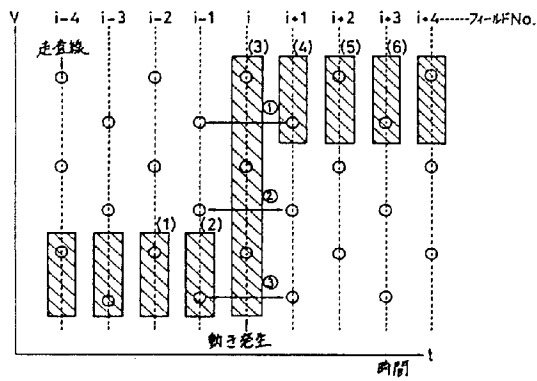 V i-4 i-3 i-2 i-1 i i+1 i+2 i+3 i+4------フィールドNo.
走査線
(3) (4) (5) (6)
①
②
(1) (2)
③
動き発生
t
時間